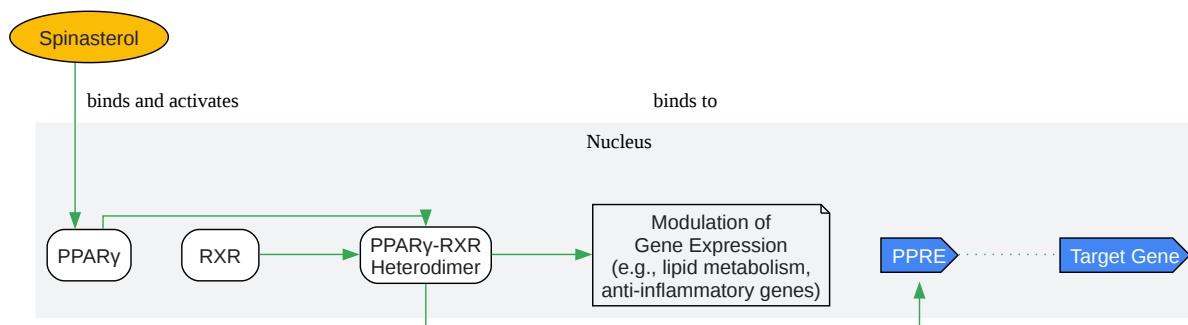 Spinasterol
binds and activates
binds to
Nucleus
PPARγ
RXR
PPARγ-RXR
Heterodimer
Modulation of
Gene Expression
(e.g., lipid metabolism,
anti-inflammatory genes)
PPRE
Target Gene